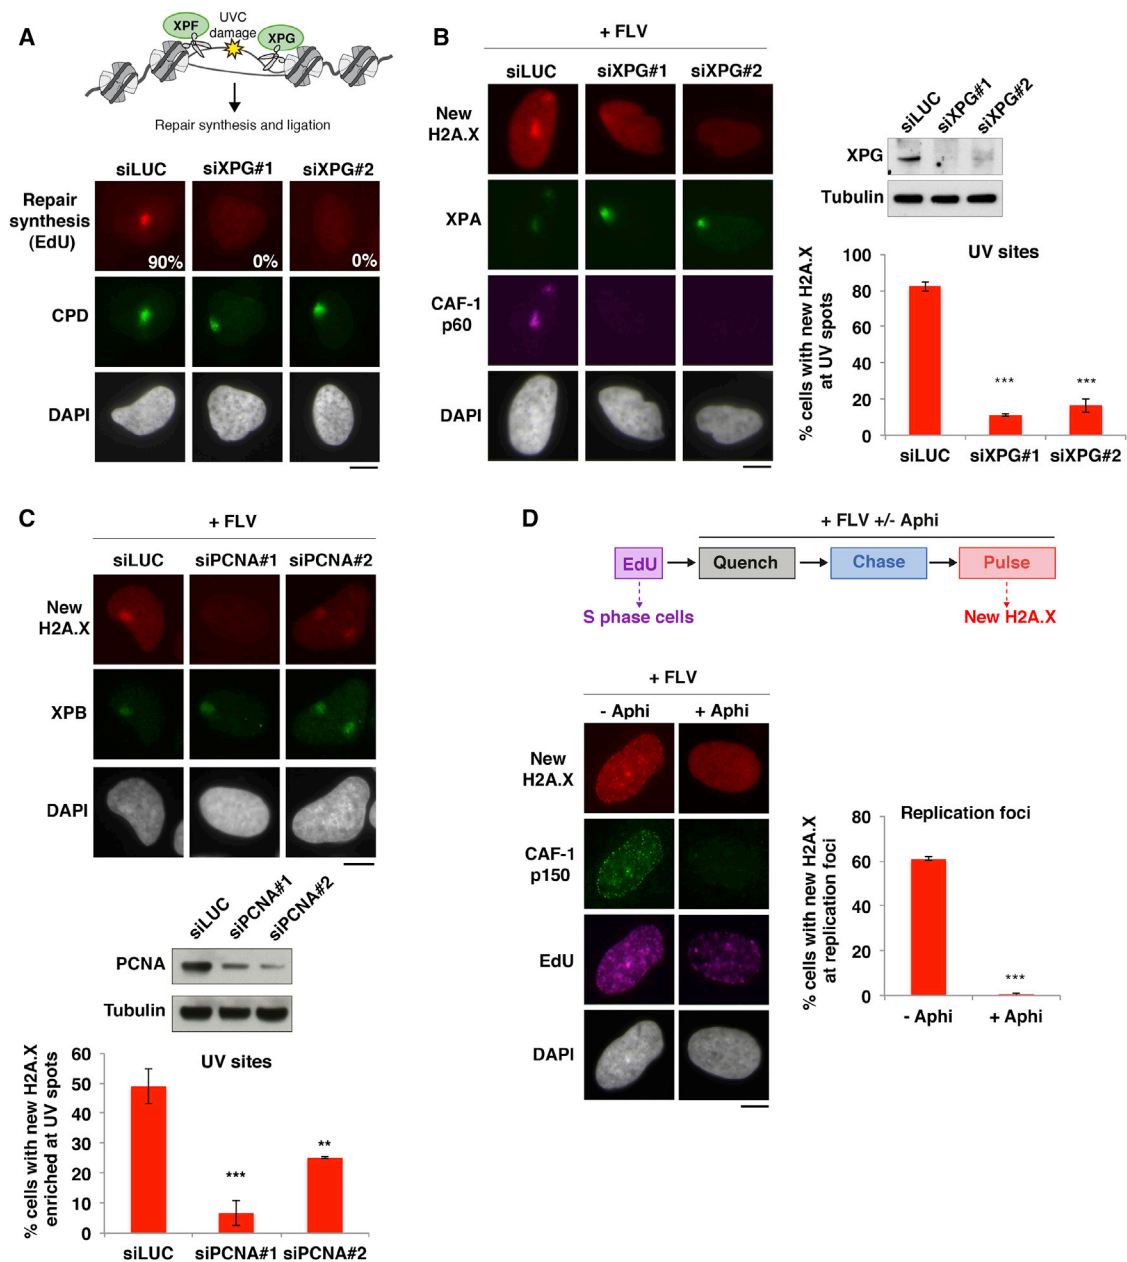 A
XPF
UVC
damage
XPG
Repair synthesis and ligation
siLUC siXPG#1 siXPG#2
Repair
synthesis
(EdU)
90% 0% 0%
CPD
DAPI
B
+ FLV
siLUC siXPG#1 siXPG#2
New
H2A.X
XPA
CAF-1
p60
DAPI
siLUC siXPG#1 siXPG#2
XPG
Tubulin
UV sites
% cells with new H2A.X
at UV spots
100
80
60
40
20
0
*** ***
siLUC siXPG#1 siXPG#2
C
+ FLV
siLUC siPCNA#1 siPCNA#2
New
H2A.X
XPB
DAPI
siLUC siPCNA#1 siPCNA#2
PCNA
Tubulin
UV sites
% cells with new H2A.X
enriched at UV spots
60
50
40
30
20
10
0
*** **
siLUC siPCNA#1 siPCNA#2
D
+ FLV +/- Aphi
EdU Quench Chase Pulse
S phase cells New H2A.X
+ FLV
- Aphi + Aphi
New
H2A.X
CAF-1
p150
EdU
DAPI
Replication foci
% cells with new H2A.X
at replication foci
80
60
40
20
0
***
- Aphi + Aphi